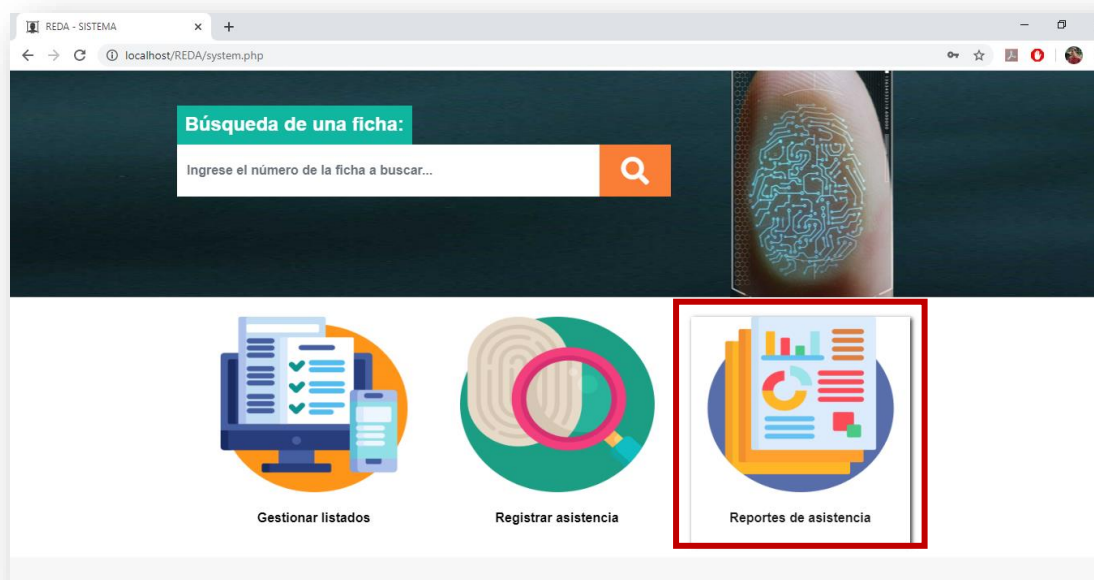 REDA - SISTEMA
localhost/REDA/system.php
Búsqueda de una ficha:
Ingrese el número de la ficha a buscar...
Gestionar listados
Registrar asistencia
Reportes de asistencia